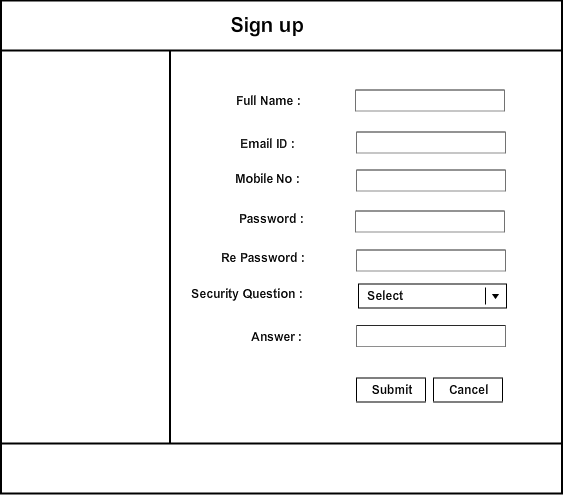 Sign up
Full Name :
Email ID :
Mobile No :
Password :
Re Password :
Security Question : Select
Answer :
Submit Cancel